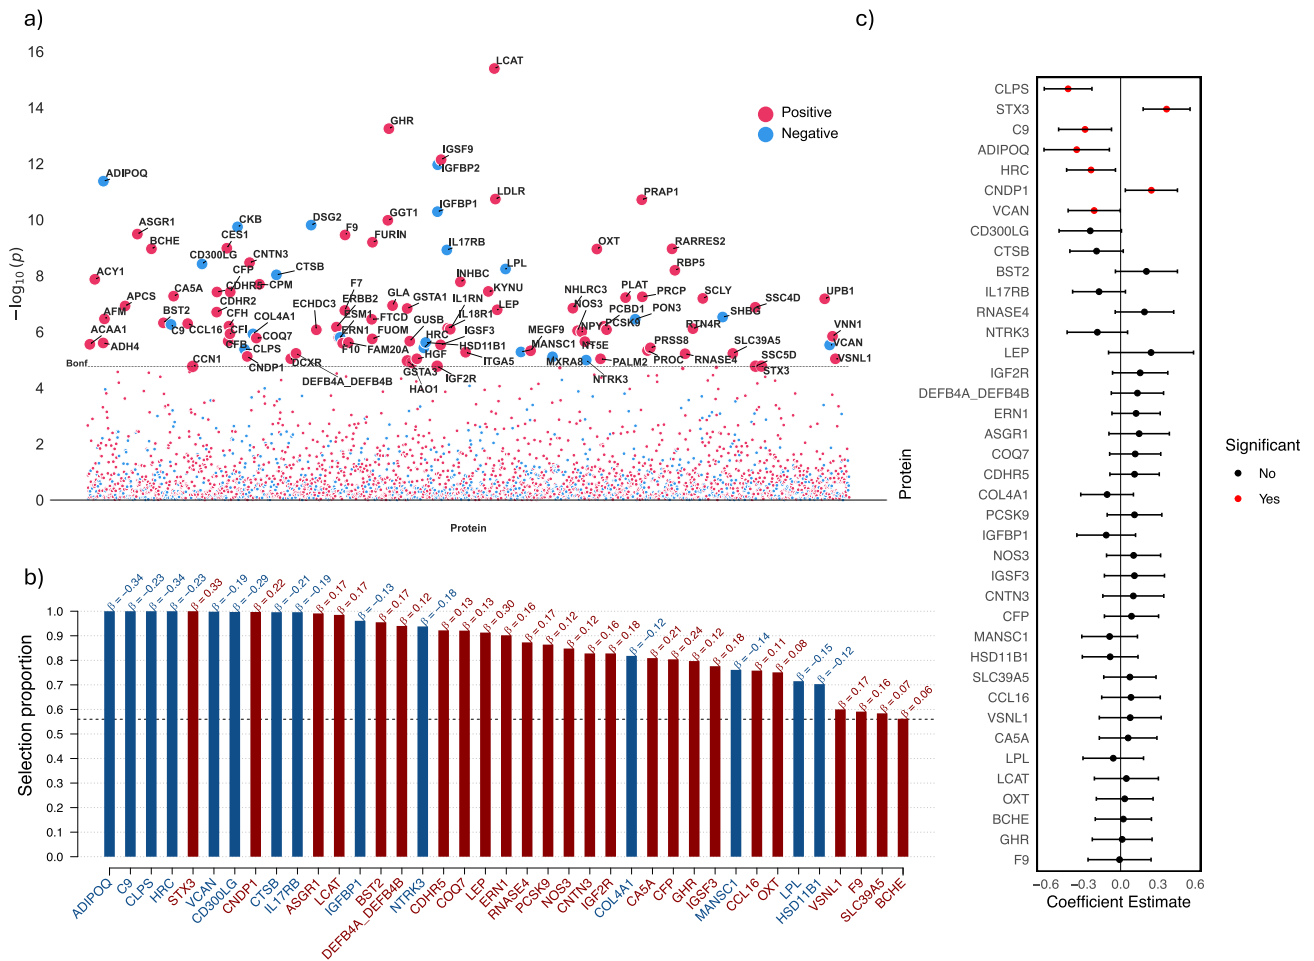 a)
16
14
12
10
8
6
4
2
0
−log₁₀(p)
Bonf
Protein
Positive
Negative
LCAT
GHR
IGSF9
IGFBP2
ADIPOQ
LDLR
PRAP1
IGFBP1
GGT1
ASGR1
CKB
DSG2
F9
FURIN
BCHE
CES1
IL17RB
OXT
RARRES2
CD300LG
CNTN3
LPL
RBP5
CTSB
ACY1
CFP
CPM
INHBC
CDHR5
F7
KYNU
CA5A
GLA
GSTA1
NHLRC3
PLAT
PRCP
SCLY
UPB1
APCS
CDHR2
ECHDC3
ERBB2
IL1RN
LEP
NOS3
PON3
SSC4D
AFM
BST2
CFH
COL4A1
ESM1
FTCD
GUSB
IL18R1
PCBD1
SHBG
ACAA1
C9
CCL16
CFI
COQ7
ERN1
FUOM
HRC
IGSF3
MEGF9
NPY
PCSK9
RTN4R
VNN1
ADH4
CFB
CLPS
F10
FAM20A
HSD11B1
MANSC1
NT5E
PRSS8
SLC39A5
VCAN
CCN1
CNDP1
DCXR
HGF
ITGA5
MXRA8
PALM2
PROC
RNASE4
SSC5D
VSNL1
DEFB4A_DEFB4B
GSTA3
HAO1
IGF2R
NTRK3
STX3
b)
Selection proportion
1.0
0.9
0.8
0.7
0.6
0.5
0.4
0.3
0.2
0.1
0.0
β = −0.34
β = −0.23
β = −0.34
β = −0.23
β = 0.33
β = −0.19
β = −0.29
β = 0.22
β = −0.21
β = −0.19
β = 0.17
β = 0.17
β = −0.13
β = 0.17
β = 0.12
β = −0.18
β = 0.13
β = 0.13
β = 0.30
β = 0.16
β = 0.17
β = 0.12
β = 0.12
β = 0.16
β = 0.18
β = −0.12
β = 0.21
β = 0.24
β = 0.12
β = 0.18
β = −0.14
β = 0.11
β = 0.08
β = −0.15
β = −0.12
β = 0.17
β = 0.16
β = 0.07
β = 0.06
ADIPOQ
C9
CLPS
HRC
STX3
VCAN
CD300LG
CNDP1
CTSB
IL17RB
ASGR1
LCAT
IGFBP1
BST2
DEFB4A_DEFB4B
NTRK3
CDHR5
COQ7
LEP
ERN1
RNASE4
PCSK9
NOS3
CNTN3
IGF2R
COL4A1
CA5A
CFP
GHR
IGSF3
MANSC1
CCL16
OXT
LPL
HSD11B1
VSNL1
F9
SLC39A5
BCHE
c)
Protein
CLPS
STX3
C9
ADIPOQ
HRC
CNDP1
VCAN
CD300LG
CTSB
BST2
IL17RB
RNASE4
NTRK3
LEP
IGF2R
DEFB4A_DEFB4B
ERN1
ASGR1
COQ7
CDHR5
COL4A1
PCSK9
IGFBP1
NOS3
IGSF3
CNTN3
CFP
MANSC1
HSD11B1
SLC39A5
CCL16
VSNL1
CA5A
LPL
LCAT
OXT
BCHE
GHR
F9
−0.6 −0.3 0.0 0.3 0.6
Coefficient Estimate
Significant
No
Yes